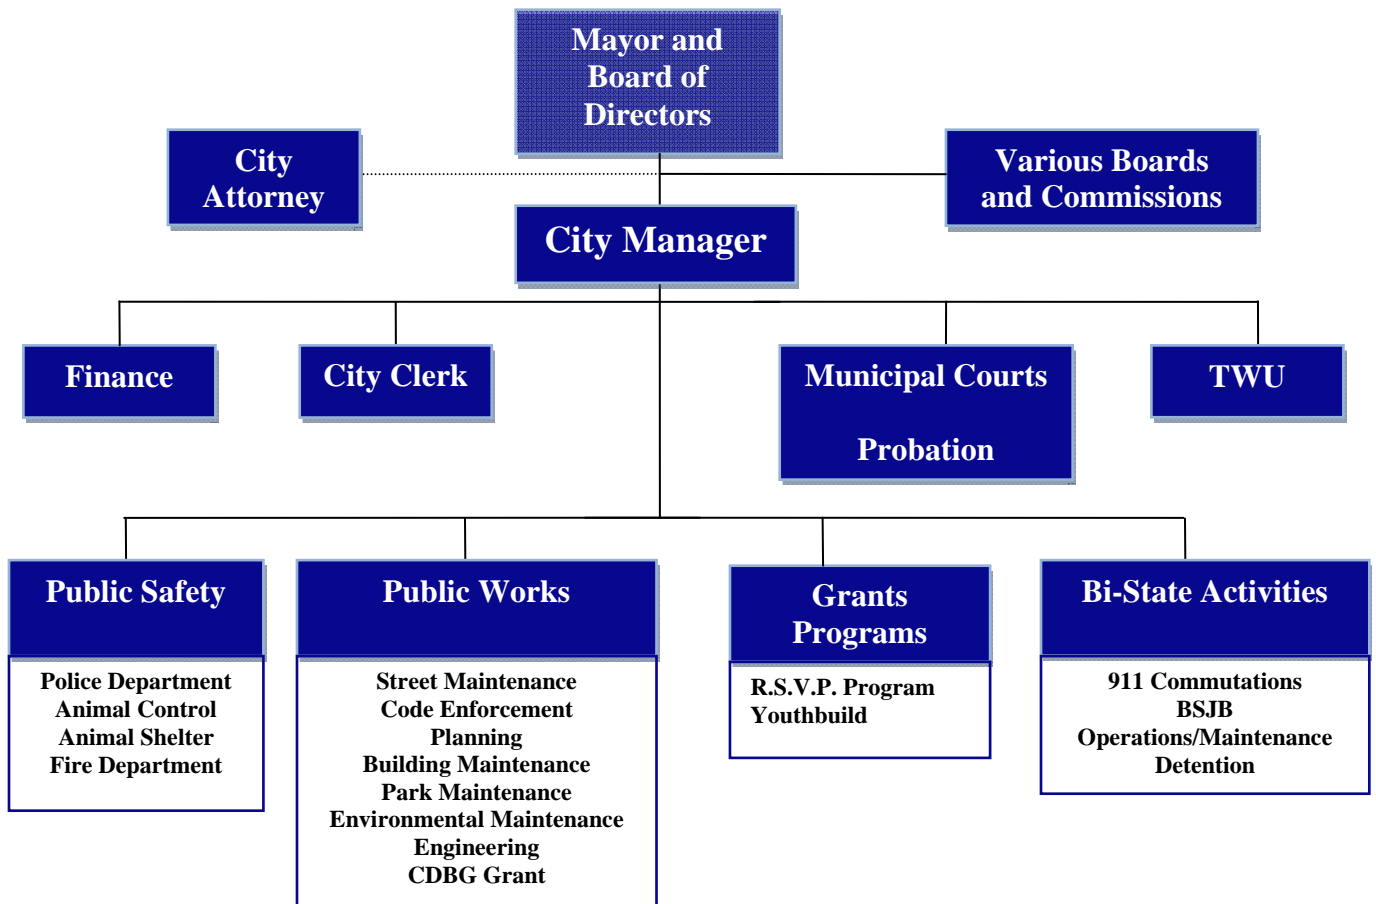 Mayor and
Board of
Directors
City
Attorney
Various Boards
and Commissions
City Manager
Finance
City Clerk
Municipal Courts
Probation
TWU
Public Safety
Police Department
Animal Control
Animal Shelter
Fire Department
Public Works
Street Maintenance
Code Enforcement
Planning
Building Maintenance
Park Maintenance
Environmental Maintenance
Engineering
CDBG Grant
Grants
Programs
R.S.V.P. Program
Youthbuild
Bi-State Activities
911 Commutations
BSJB
Operations/Maintenance
Detention